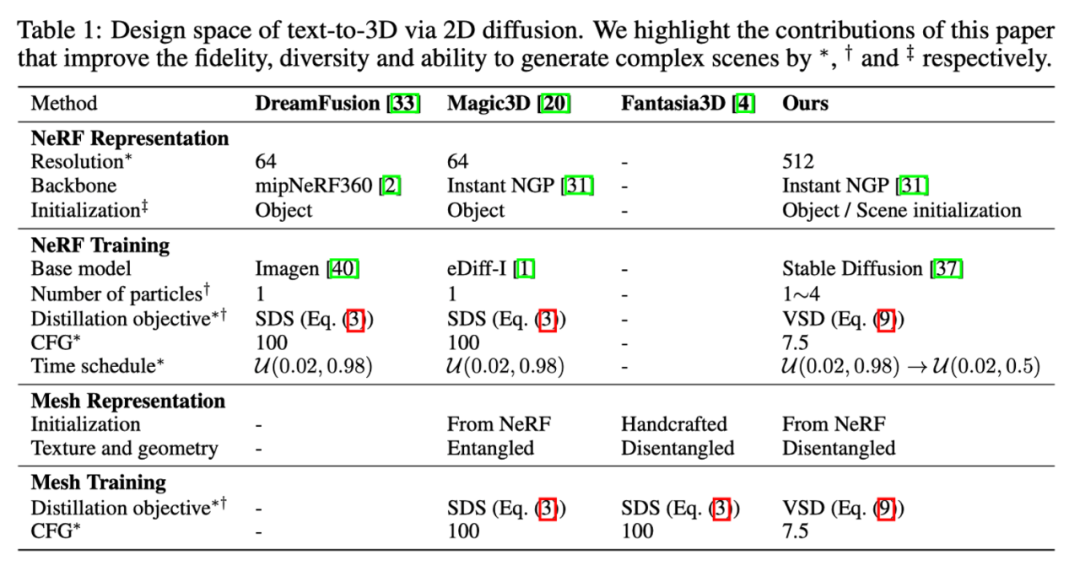 Table 1: Design space of text-to-3D via 2D diffusion. We highlight the contributions of this paper
that improve the fidelity, diversity and ability to generate complex scenes by *, † and ‡ respectively.
Method DreamFusion [33] Magic3D [20] Fantasia3D [4] Ours
NeRF Representation
Resolution* 64 64 - 512
Backbone mipNeRF360 [2] Instant NGP [31] - Instant NGP [31]
Initialization‡ Object Object - Object / Scene initialization
NeRF Training
Base model Imagen [40] eDiff-I [1] - Stable Diffusion [37]
Number of particles† 1 1 - 1~4
Distillation objective*† SDS (Eq. (3)) SDS (Eq. (3)) - VSD (Eq. (9))
CFG* 100 100 - 7.5
Time schedule* 𝒰(0.02, 0.98) 𝒰(0.02, 0.98) - 𝒰(0.02, 0.98) → 𝒰(0.02, 0.5)
Mesh Representation
Initialization - From NeRF Handcrafted From NeRF
Texture and geometry - Entangled Disentangled Disentangled
Mesh Training
Distillation objective*† - SDS (Eq. (3)) SDS (Eq. (3)) VSD (Eq. (9))
CFG* - 100 100 7.5